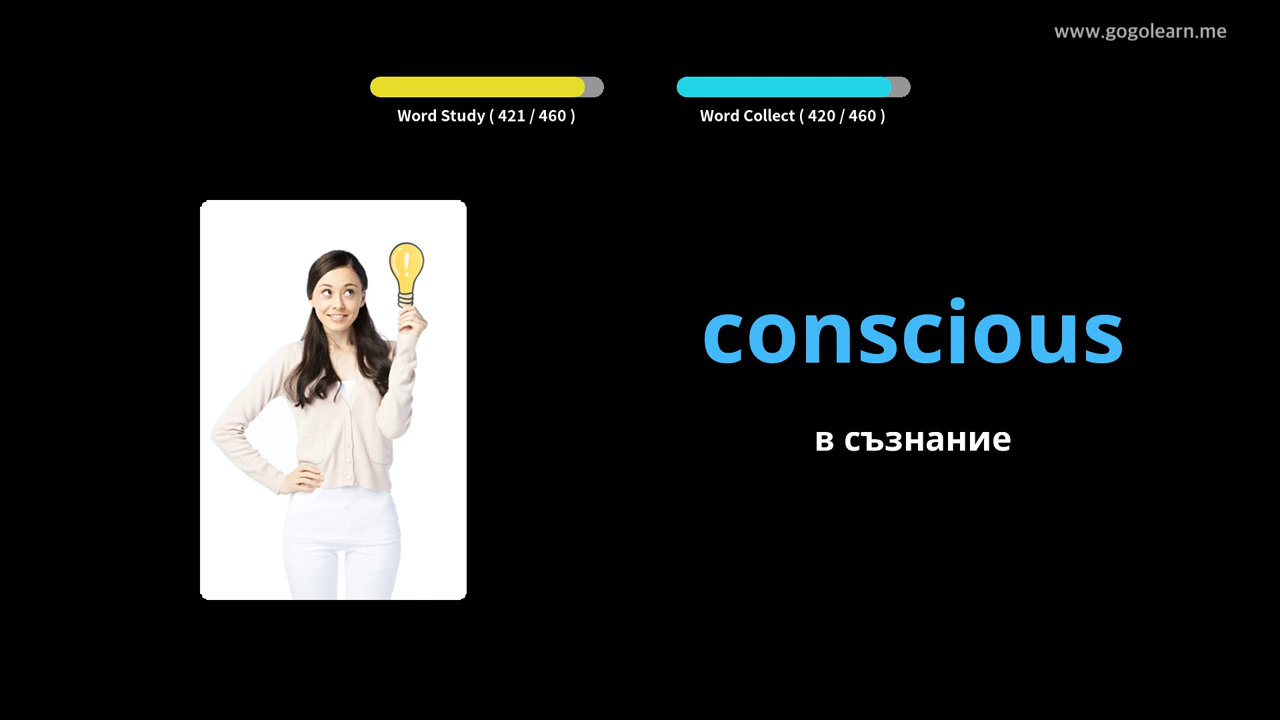 www.gogolearn.me
Word Study ( 421 / 460 )
Word Collect ( 420 / 460 )
!
conscious
в съзнание